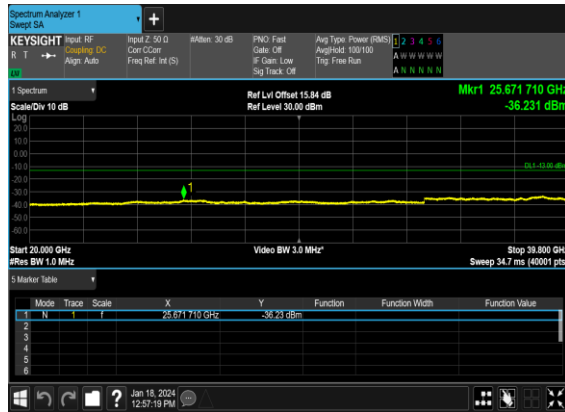 Spectrum Analyzer 1
Swept SA
+
KEYSIGHT Input: RF Input Z: 50 Ω #Atten: 30 dB PNO: Fast Avg Type: Power (RMS) 1 2 3 4 5 6
R T Coupling: DC Corr CCorr Gate: Off Avg|Hold: 100/100 A W W W W W
Align: Auto Freq Ref: Int (S) IF Gain: Low Trig: Free Run
Sig Track: Off A N N N N N
LW
1 Spectrum Ref Lvl Offset 15.84 dB Mkr1 25.671 710 GHz
Scale/Div 10 dB Ref Level 30.00 dBm -36.231 dBm
Log
20.0
10.0
0.00
-10.0 DL1 -13.00 dBm
-20.0
-30.0 1
-40.0
-50.0
-60.0
Start 20.000 GHz Video BW 3.0 MHz* Stop 39.800 GHz
#Res BW 1.0 MHz Sweep 34.7 ms (40001 pts)
5 Marker Table
Mode Trace Scale X Y Function Function Width Function Value
1 N 1 f 25.671 710 GHz -36.23 dBm
2
3
4
5
6
? Jan 18, 2024
12:57:19 PM